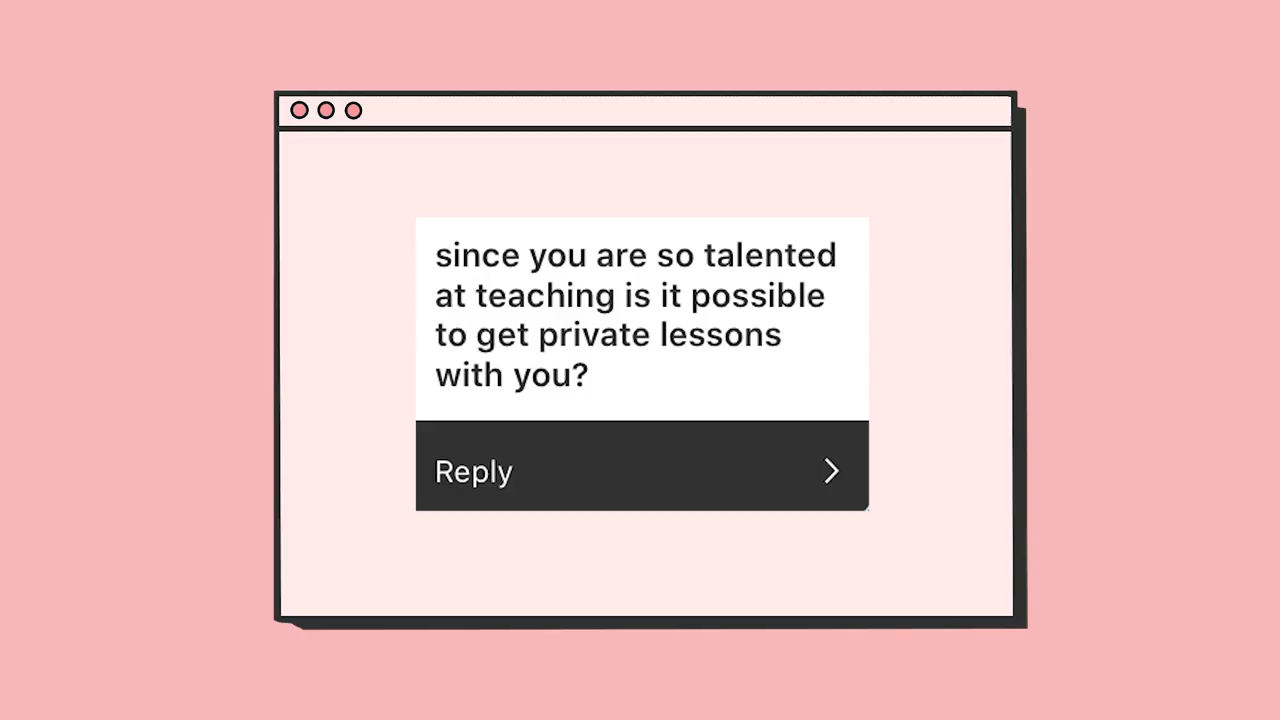 since you are so talented
at teaching is it possible
to get private lessons
with you?
Reply